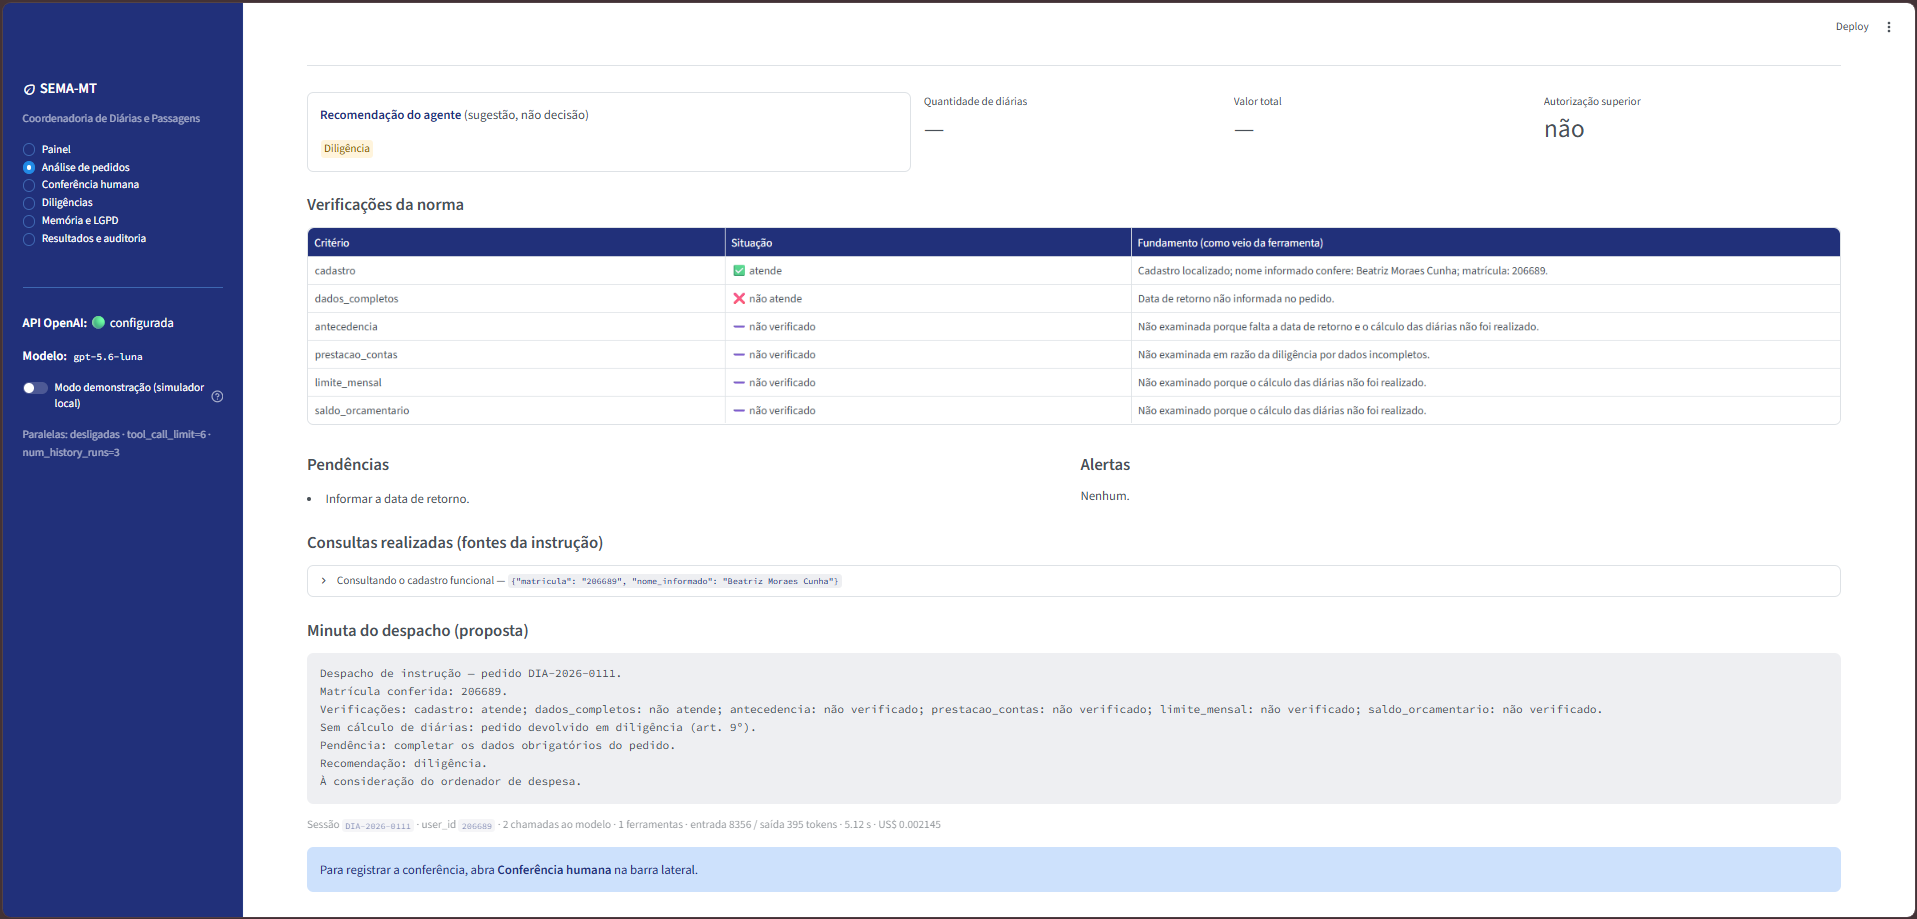 Deploy
SEMA-MT
Coordenadoria de Diárias e Passagens
Painel
Análise de pedidos
Conferência humana
Diligências
Memória e LGPD
Resultados e auditoria
API OpenAI: configurada
Modelo: gpt-5.6-luna
Modo demonstração (simulador
local)
Paralelas: desligadas · tool_call_limit=6 ·
num_history_runs=3
Recomendação do agente (sugestão, não decisão)
Diligência
Quantidade de diárias
—
Valor total
—
Autorização superior
não
Verificações da norma
Critério Situação Fundamento (como veio da ferramenta)
cadastro atende Cadastro localizado; nome informado confere: Beatriz Moraes Cunha; matrícula: 206689.
dados_completos não atende Data de retorno não informada no pedido.
antecedencia não verificado Não examinada porque falta a data de retorno e o cálculo das diárias não foi realizado.
prestacao_contas não verificado Não examinada em razão da diligência por dados incompletos.
limite_mensal não verificado Não examinado porque o cálculo das diárias não foi realizado.
saldo_orcamentario não verificado Não examinado porque o cálculo das diárias não foi realizado.
Pendências
• Informar a data de retorno.
Alertas
Nenhum.
Consultas realizadas (fontes da instrução)
Consultando o cadastro funcional — {"matricula": "206689", "nome_informado": "Beatriz Moraes Cunha"}
Minuta do despacho (proposta)
Despacho de instrução — pedido DIA-2026-0111.
Matrícula conferida: 206689.
Verificações: cadastro: atende; dados_completos: não atende; antecedencia: não verificado; prestacao_contas: não verificado; limite_mensal: não verificado; saldo_orcamentario: não verificado.
Sem cálculo de diárias: pedido devolvido em diligência (art. 9º).
Pendência: completar os dados obrigatórios do pedido.
Recomendação: diligência.
À consideração do ordenador de despesa.
Sessão DIA-2026-0111 · user_id 206689 · 2 chamadas ao modelo · 1 ferramentas · entrada 8356 / saída 395 tokens · 5.12 s · US$ 0.002145
Para registrar a conferência, abra Conferência humana na barra lateral.